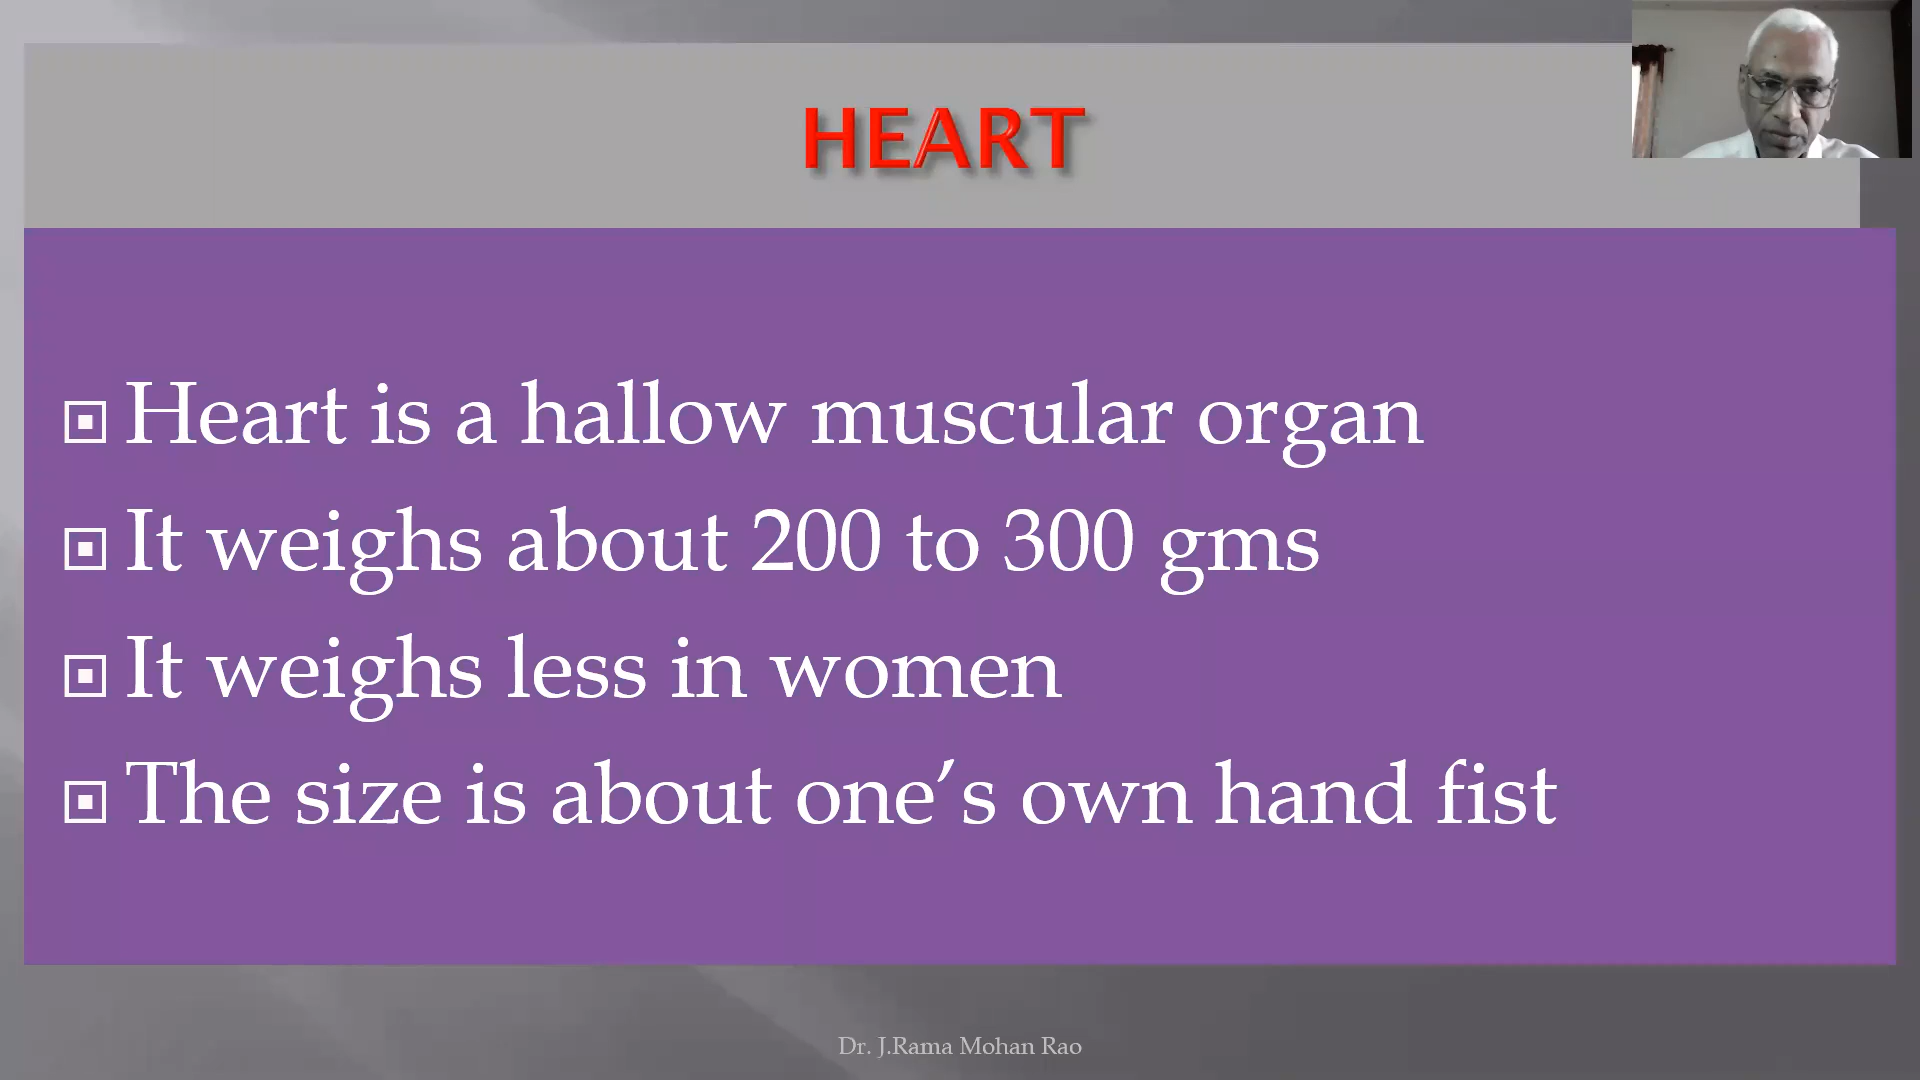 HEART
Heart is a hallow muscular organ
It weighs about 200 to 300 gms
It weighs less in women
The size is about one’s own hand fist
Dr. J.Rama Mohan Rao